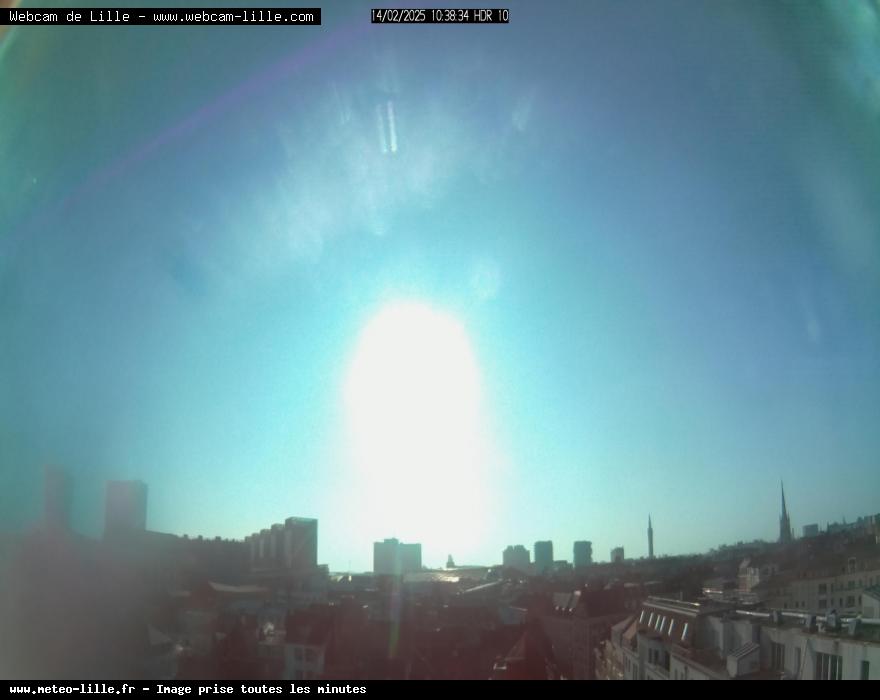 Webcam de Lille - www.webcam-lille.com
14/02/2025 10:38:34 HDR 10
www.meteo-lille.fr - Image prise toutes les minutes